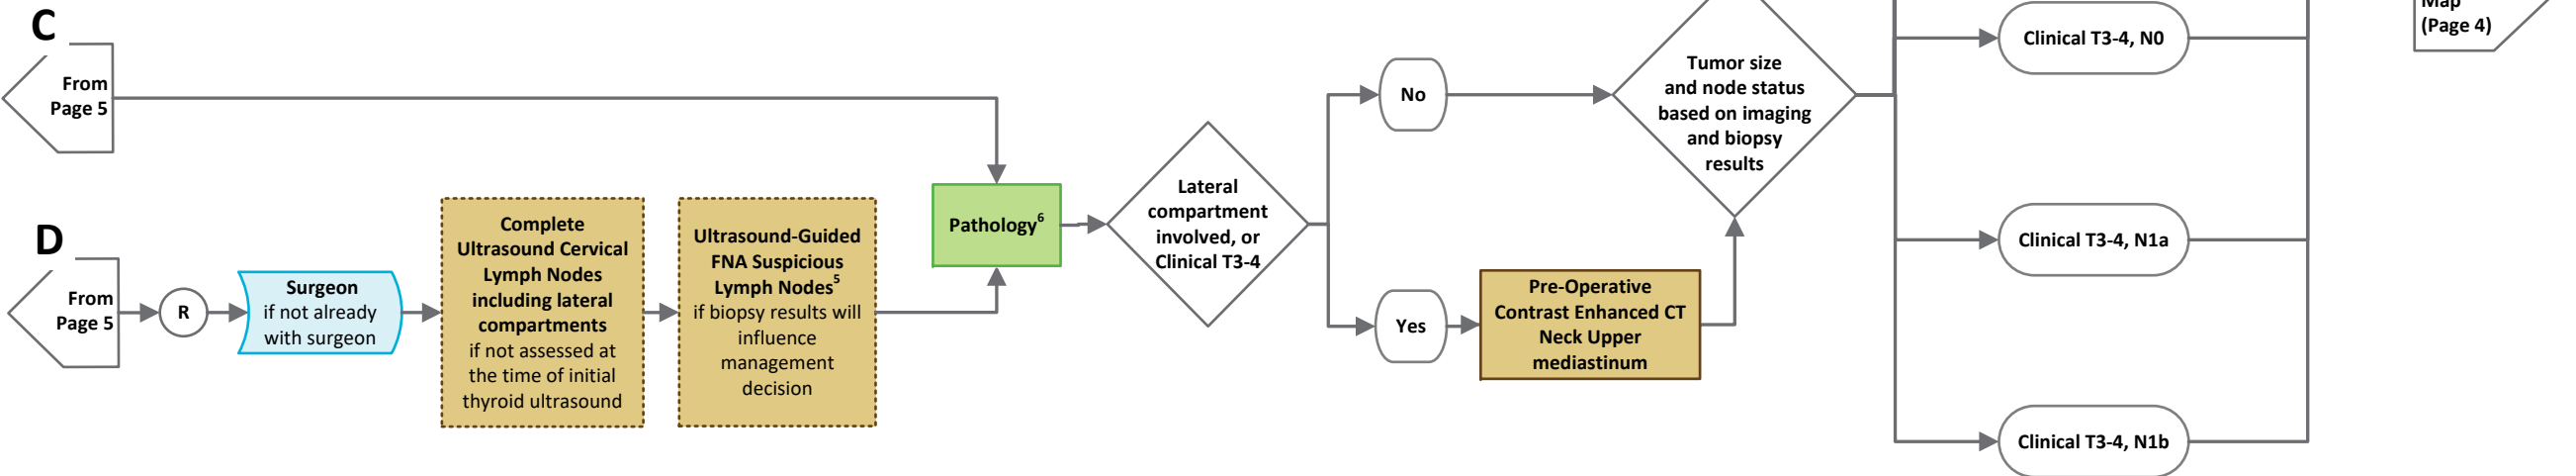 C
From
Page 5
D
From
Page 5
R
Surgeon
if not already
with surgeon
Complete
Ultrasound Cervical
Lymph Nodes
including lateral
compartments
if not assessed at
the time of initial
thyroid ultrasound
Ultrasound-Guided
FNA Suspicious
Lymph Nodes5
if biopsy results will
influence
management
decision
Pathology6
Lateral
compartment
involved, or
Clinical T3-4
No
Yes
Pre-Operative
Contrast Enhanced CT
Neck Upper
mediastinum
Tumor size
and node status
based on imaging
and biopsy
results
Clinical T3-4, N0
Clinical T3-4, N1a
Clinical T3-4, N1b
Map
(Page 4)